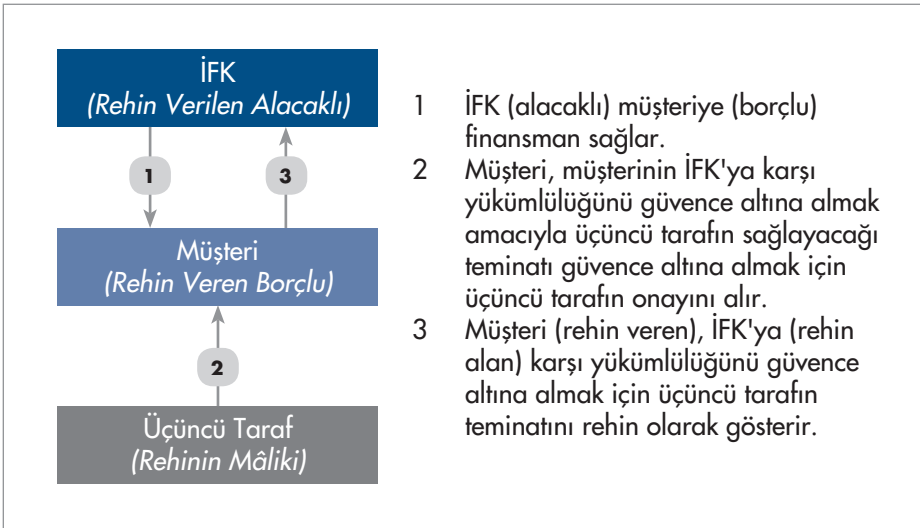 İFK
(Rehin Verilen Alacaklı)
1
3
Müşteri
(Rehin Veren Borçlu)
2
Üçüncü Taraf
(Rehinin Mâliki)
1 İFK (alacaklı) müşteriye (borçlu)
finansman sağlar.
2 Müşteri, müşterinin İFK'ya karşı
yükümlülüğünü güvence altına almak
amacıyla üçüncü tarafın sağlayacağı
teminatı güvence altına almak için
üçüncü tarafın onayını alır.
3 Müşteri (rehin veren), İFK'ya (rehin
alan) karşı yükümlülüğünü güvence
altına almak için üçüncü tarafın
teminatını rehin olarak gösterir.